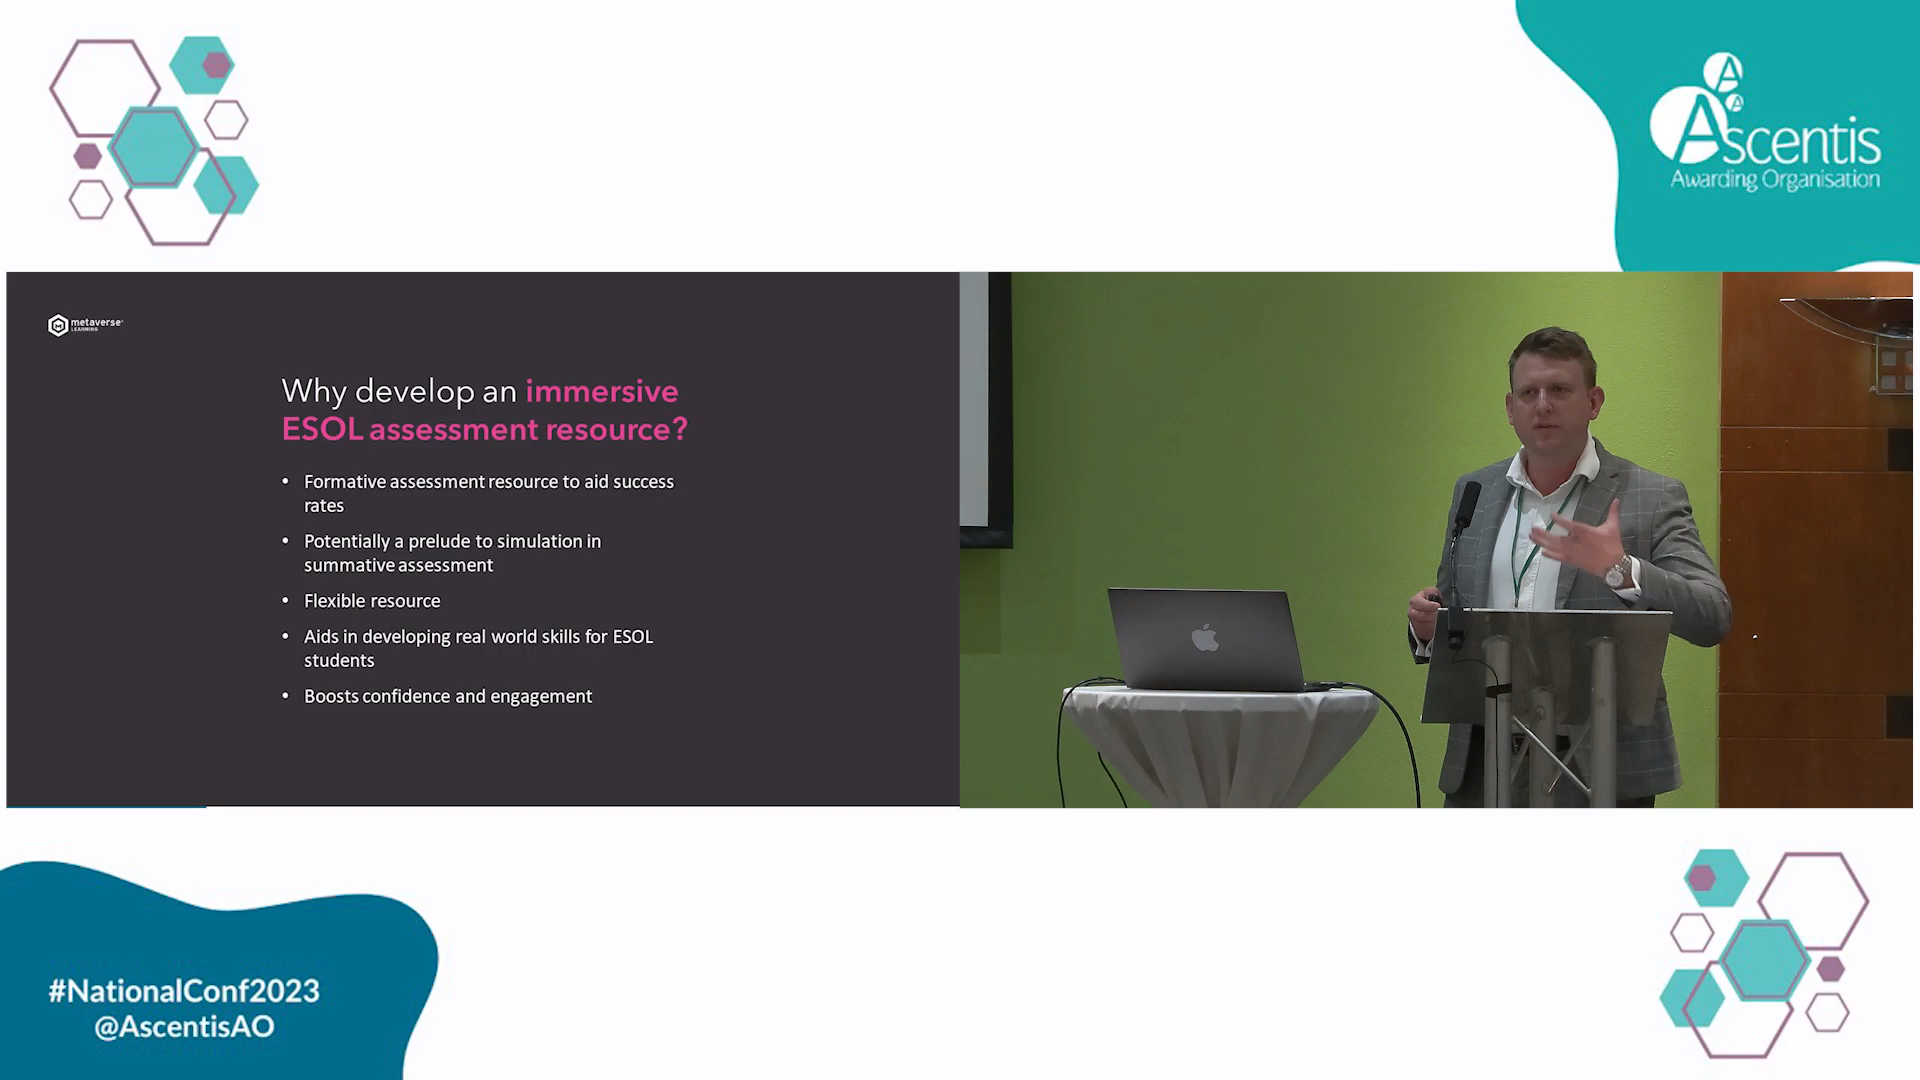 Ascentis
Awarding Organisation
metaverse
LEARNING
Why develop an immersive
ESOL assessment resource?
• Formative assessment resource to aid success
rates
• Potentially a prelude to simulation in
summative assessment
• Flexible resource
• Aids in developing real world skills for ESOL
students
• Boosts confidence and engagement
#NationalConf2023
@AscentisAO